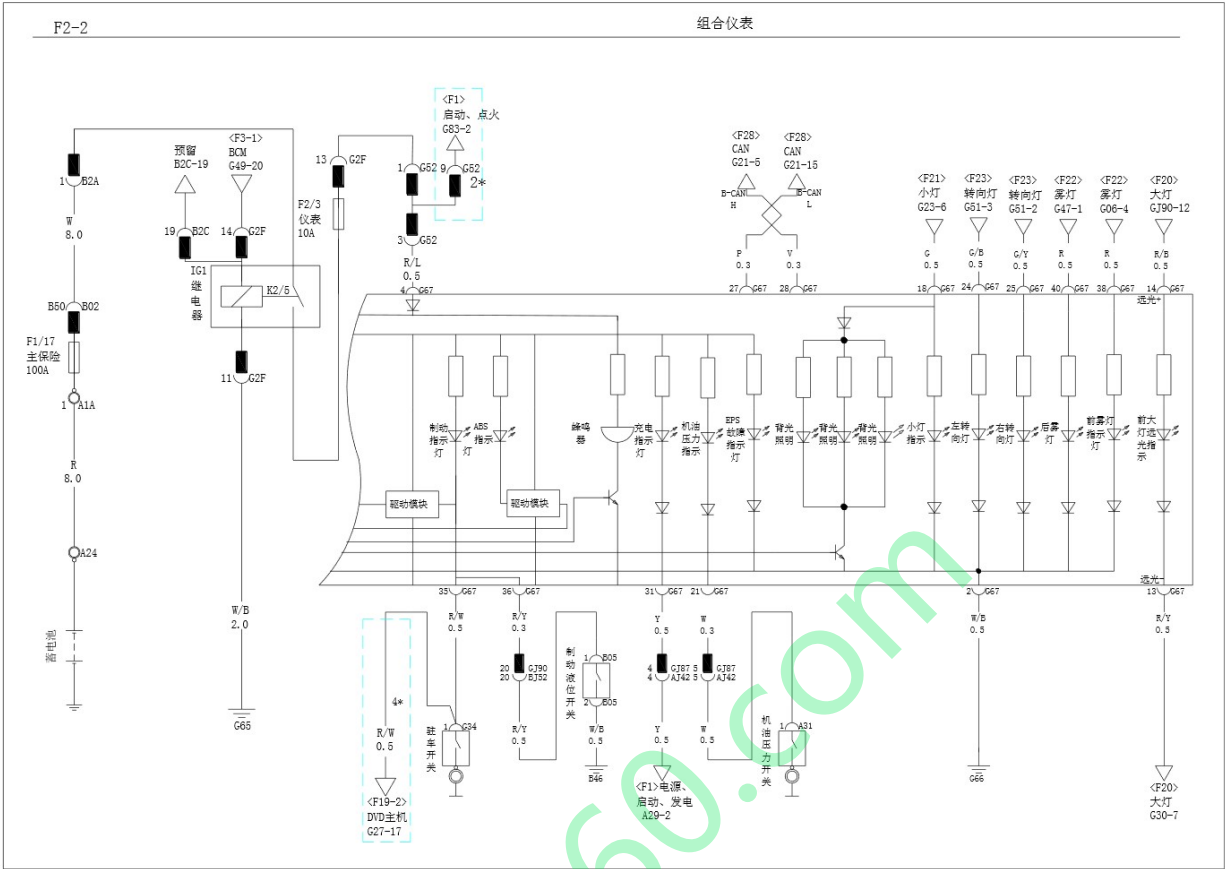 F2-2
组合仪表
<F1>
启动、点火
G83-2
9 G52
2*
预留
B2C-19
<F3-1>
BCM
G49-20
13 G2F
1 G52
<F28>
CAN
G21-5
<F28>
CAN
G21-15
B-CAN
H
B-CAN
L
<F21>
小灯
G23-6
<F23>
转向灯
G51-3
<F23>
转向灯
G51-2
<F22>
雾灯
G47-1
<F22>
雾灯
G06-4
<F20>
大灯
GJ90-12
1 B2A
W
8.0
19 B2C
14 G2F
F2/3
仪表
10A
3 G52
R/L
0.5
4 G67
P
0.3
V
0.3
27 G67
28 G67
G
0.5
G/B
0.5
G/Y
0.5
R
0.5
R
0.5
R/B
0.5
18 G67
24 G67
25 G67
40 G67
38 G67
14 G67
远光+
IG1
继
电
器
K2/5
B50 B02
F1/17
主保险
100A
11 G2F
1 A1A
R
8.0
A24
蓄电池
W/B
2.0
G65
制动
指示
灯
ABS
指示
灯
蜂鸣
器
充电
指示
灯
机油
压力
指示
EPS
故障
指示
灯
背光
照明
背光
照明
背光
照明
小灯
指示
左转
向灯
右转
向灯
后雾
灯
前雾灯
指示
灯
前大
灯远
光指
示
驱动模块
驱动模块
远光-
35 G67
36 G67
31 G67
21 G67
2 G67
13 G67
R/W
0.5
R/Y
0.3
Y
0.5
W
0.3
W/B
0.5
R/Y
0.5
4*
R/W
0.5
<F19-2>
DVD主机
G27-17
1 G34
驻
车
开
关
20 GJ90
20 BJ52
R/Y
0.5
制
动
液
位
开
关
1 B05
2 B05
W/B
0.5
B46
4 GJ87
4 AJ42
5 GJ87
5 AJ42
Y
0.5
W
0.5
<F1>电源、
启动、发电
A29-2
机
油
压
力
开
关
1 A31
G66
<F20>
大灯
G30-7
60.com